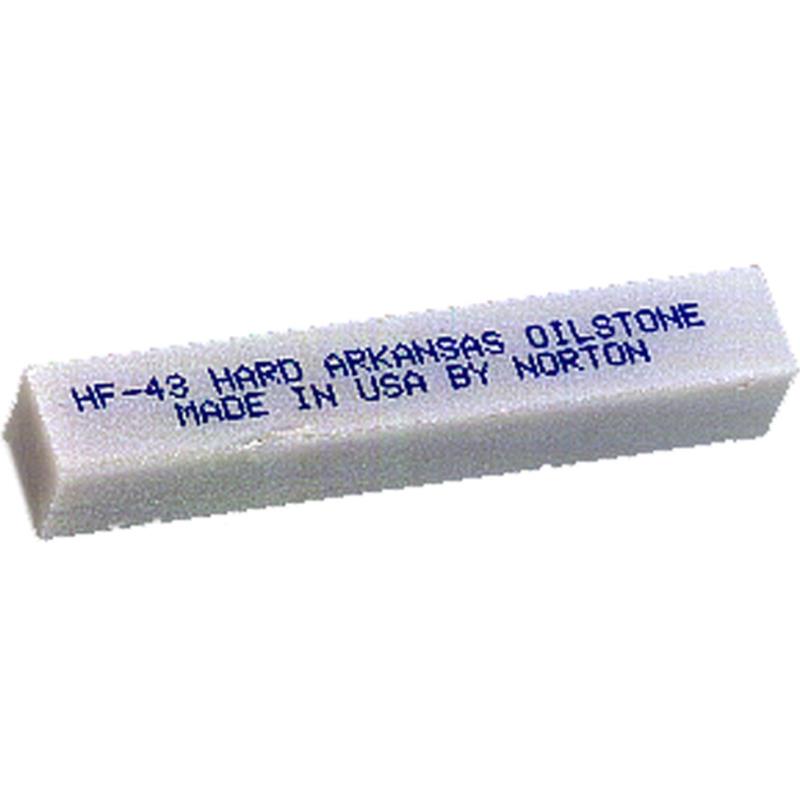 HF-43 HARD ARKANSAS OILSTONE
MADE IN USA BY NORTON